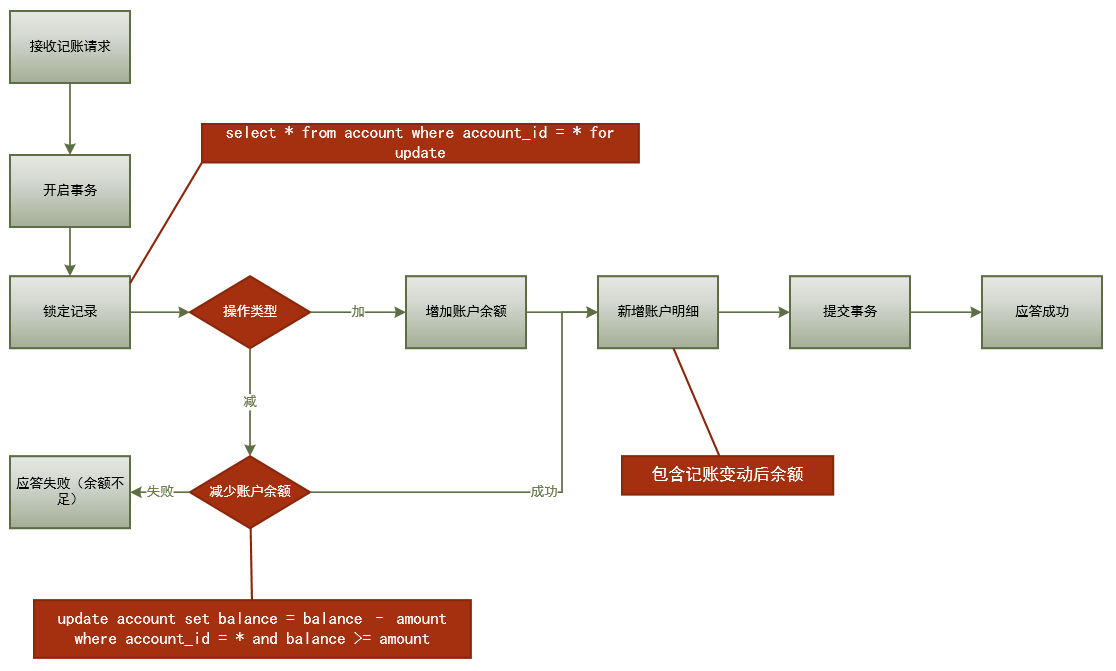 接收记账请求
select * from account where account_id = * for
update
开启事务
锁定记录
操作类型
加
增加账户余额
新增账户明细
提交事务
应答成功
减
应答失败（余额不
足）
失败
减少账户余额
成功
包含记账变动后余额
update account set balance = balance - amount
where account_id = * and balance >= amount